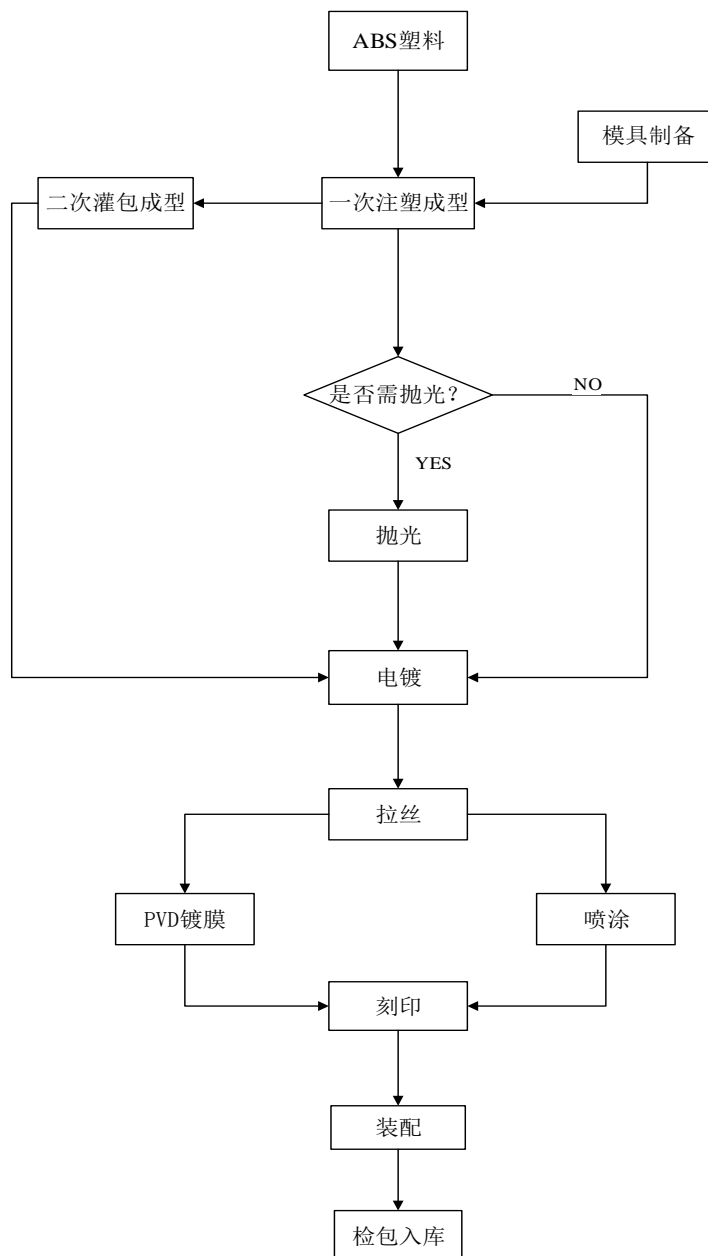 ABS塑料
模具制备
二次灌包成型
一次注塑成型
是否需抛光？
NO
YES
抛光
电镀
拉丝
PVD镀膜
喷涂
刻印
装配
检包入库